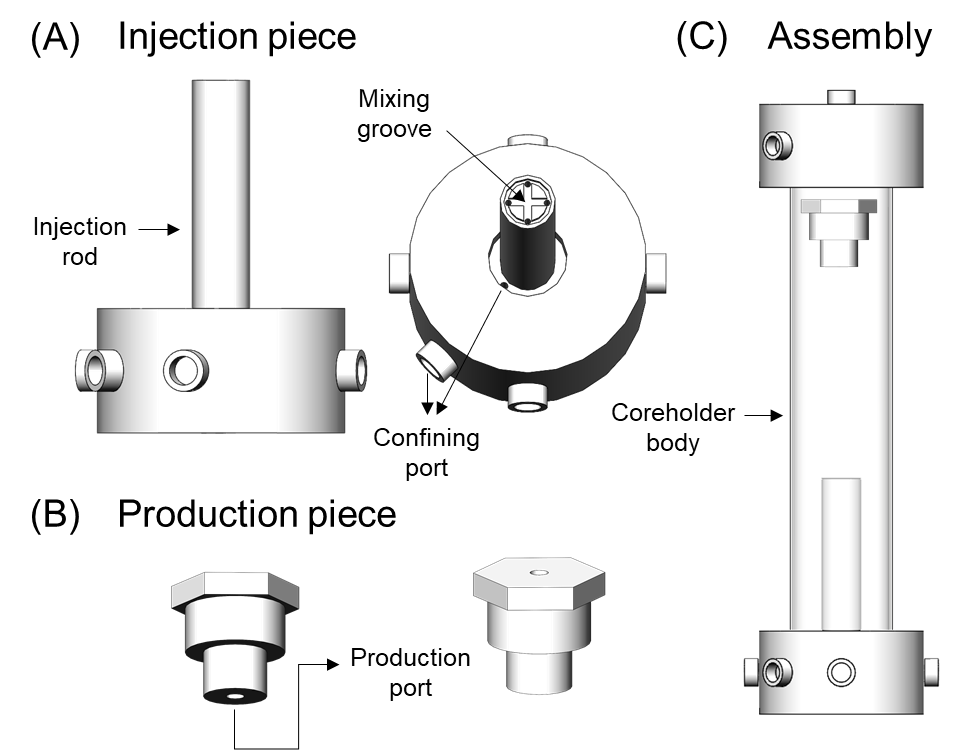 (A) Injection piece
Mixing
groove
Injection
rod
Confining
port
(B) Production piece
Production
port
(C) Assembly
Coreholder
body